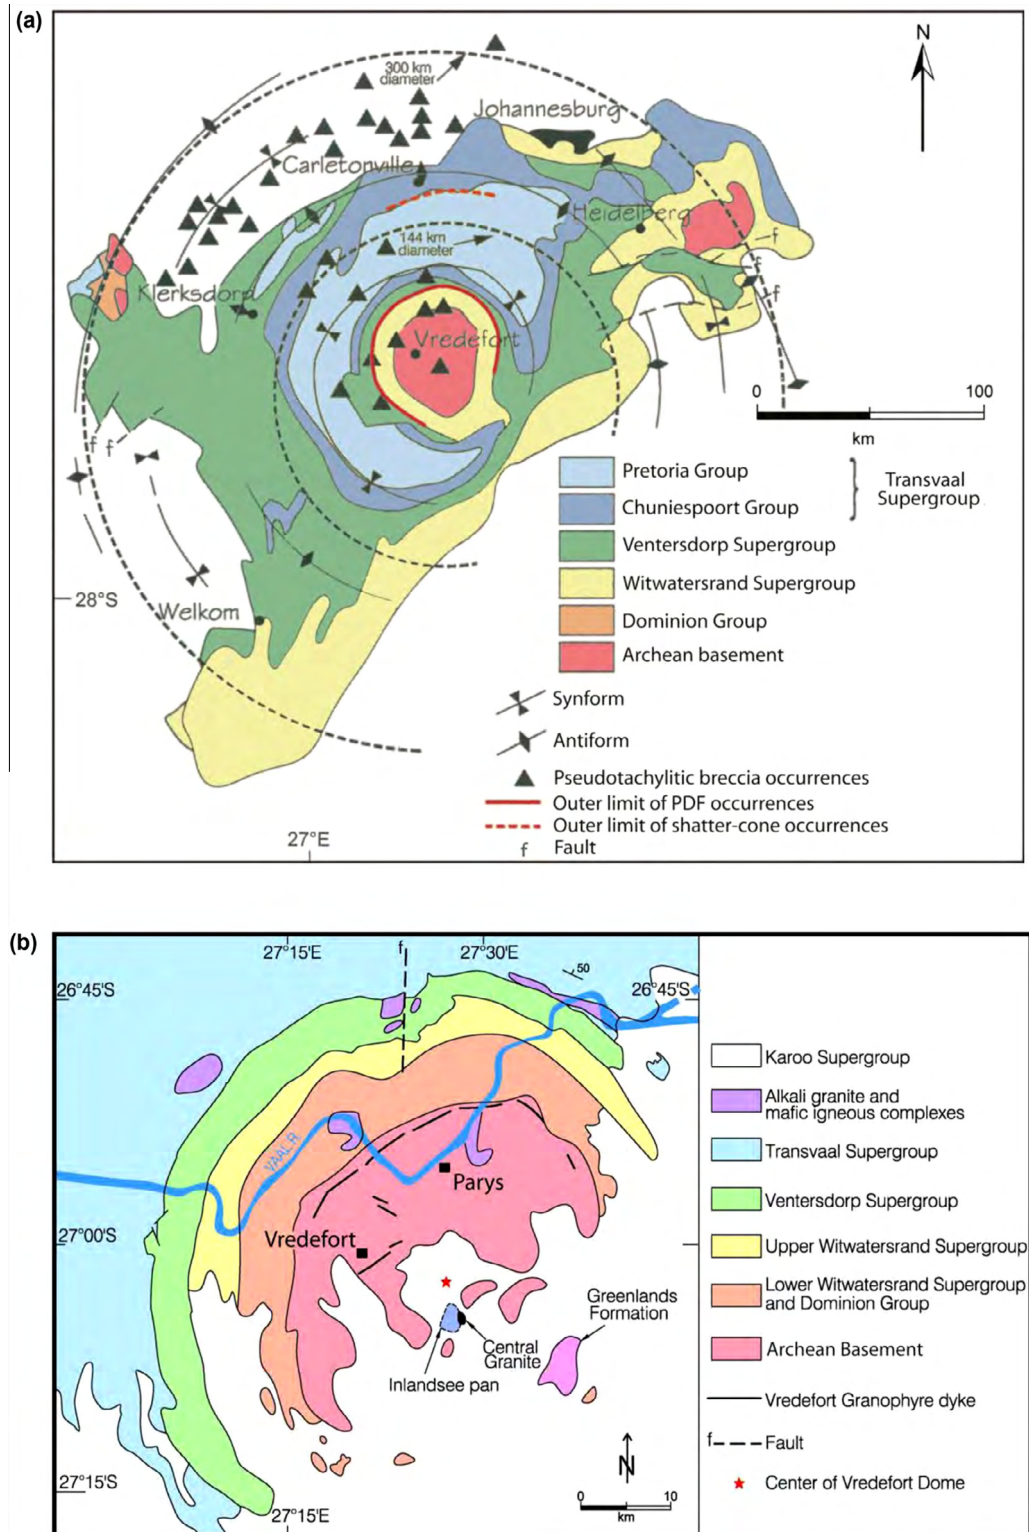 (a)
N
300 km
diameter
Johannesburg
Carletonville
Heidelberg
f
144 km
diameter
f
f
Klerksdorp
Vredefort
0
100
km
f
f
Pretoria Group
Transvaal
Supergroup
Chuniespoort Group
Ventersdorp Supergroup
Witwatersrand Supergroup
Dominion Group
Archean basement
28°S
Welkom
Synform
Antiform
Pseudotachylitic breccia occurrences
Outer limit of PDF occurrences
Outer limit of shatter-cone occurrences
f Fault
27°E
(b)
27°15'E
f
27°30'E
26°45'S
50
26°45'S
Karoo Supergroup
Alkali granite and
mafic igneous complexes
VAAL R
Transvaal Supergroup
Parys
Ventersdorp Supergroup
27°00'S
Vredefort
Upper Witwatersrand Supergroup
Lower Witwatersrand Supergroup
and Dominion Group
Greenlands
Formation
Central
Granite
Inlandsee pan
Archean Basement
Vredefort Granophyre dyke
f Fault
Center of Vredefort Dome
N
27°15'S
0
10
km
27°15'E